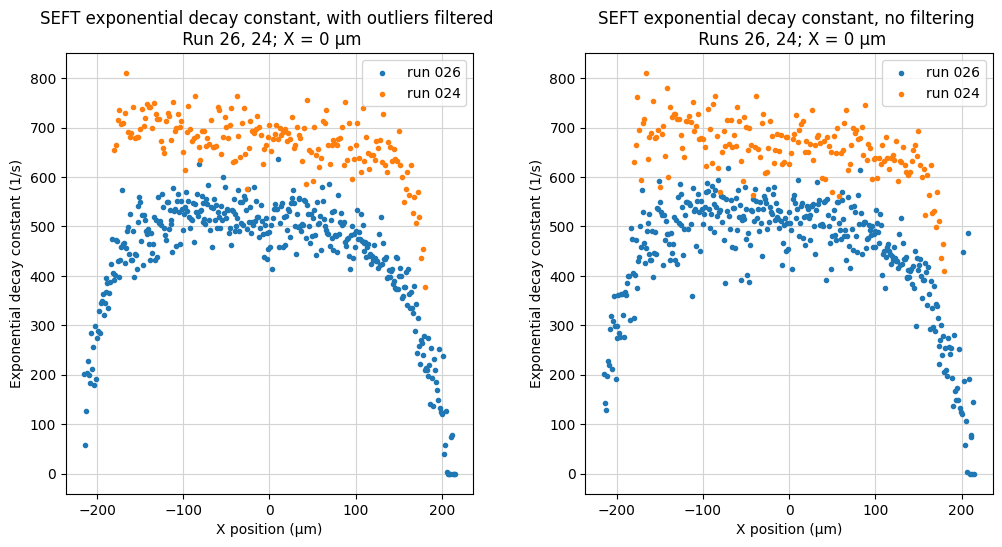 SEFT exponential decay constant, with outliers filtered
Run 26, 24; X = 0 µm
800
700
600
500
400
300
200
100
0
Exponential decay constant (1/s
−200
−100
0
100
200
X position (µm)
run 026
run 024
SEFT exponential decay constant, no filtering
Runs 26, 24; X = 0 µm
800
700
600
500
400
300
200
100
0
Exponential decay constant (1/s
−200
−100
0
100
200
X position (µm)
run 026
run 024